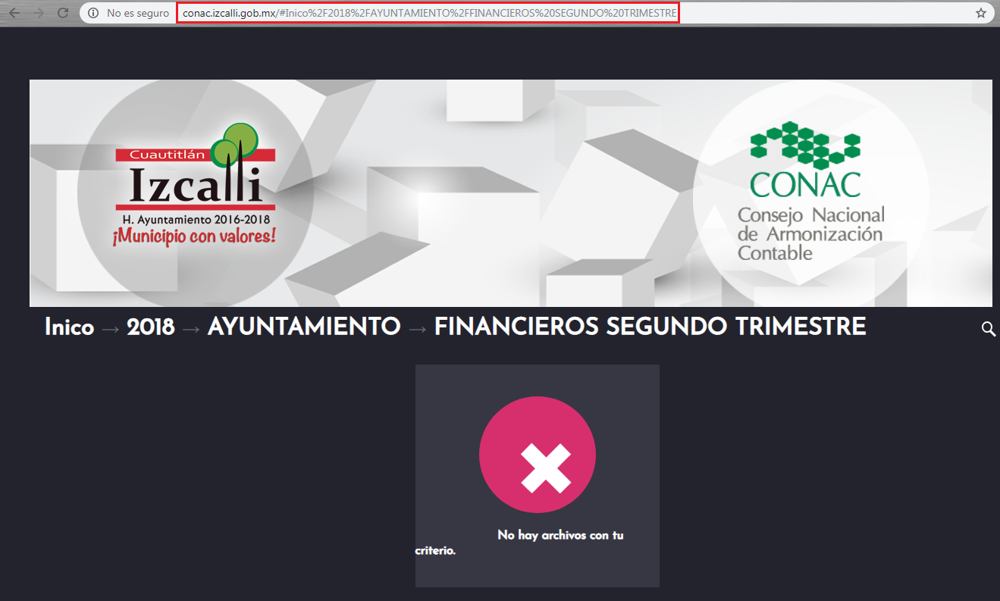 No es seguro
conac.izcalli.gob.mx/#Inico%2F2018%2FAYUNTAMIENTO%2FFINANCIEROS%20SEGUNDO%20TRIMESTRE
Cuautitlán
Izcalli
H. Ayuntamiento 2016-2018
¡Municipio con valores!
CONAC
Consejo Nacional
de Armonización
Contable
Inico → 2018 → AYUNTAMIENTO → FINANCIEROS SEGUNDO TRIMESTRE
No hay archivos con tu
criterio.